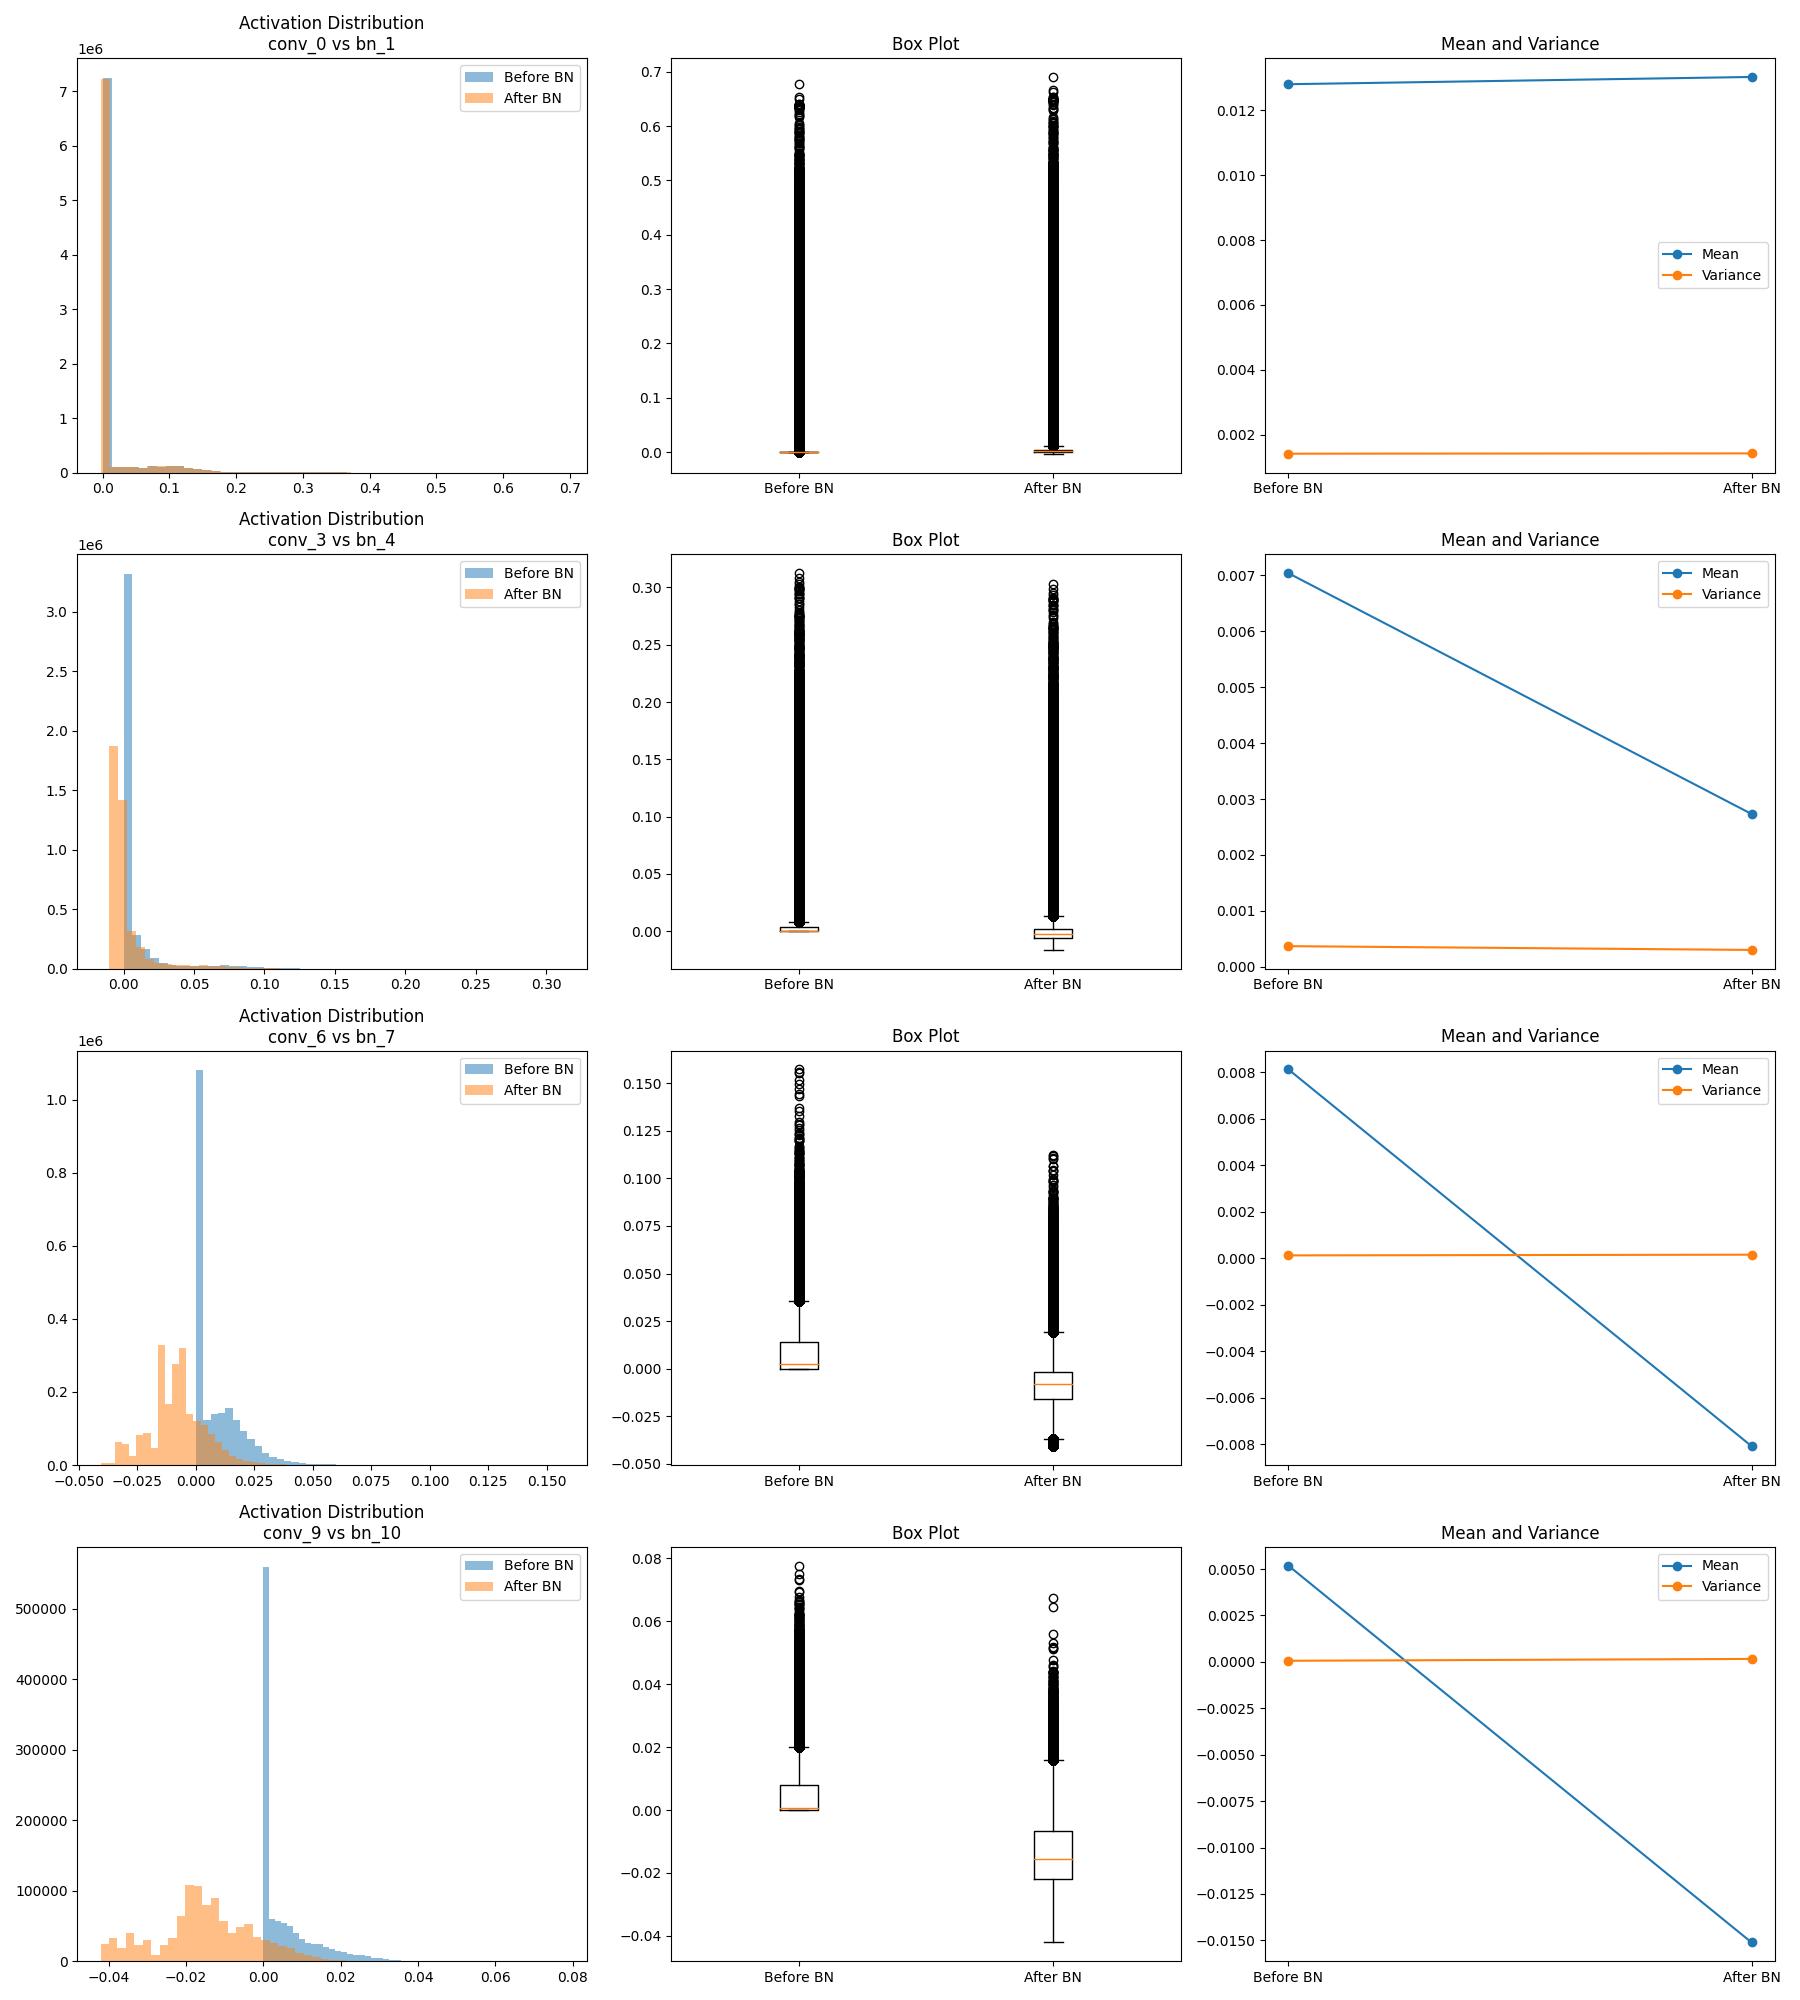 Activation Distribution
conv_0 vs bn_1
1e6
7
6
5
4
3
2
1
0
0.0 0.1 0.2 0.3 0.4 0.5 0.6 0.7
Before BN
After BN
Box Plot
0.7
0.6
0.5
0.4
0.3
0.2
0.1
0.0
Before BN After BN
Mean and Variance
0.012
0.010
0.008
0.006
0.004
0.002
Mean
Variance
Before BN After BN
Activation Distribution
conv_3 vs bn_4
1e6
3.0
2.5
2.0
1.5
1.0
0.5
0.0
0.00 0.05 0.10 0.15 0.20 0.25 0.30
Before BN
After BN
Box Plot
0.30
0.25
0.20
0.15
0.10
0.05
0.00
Before BN After BN
Mean and Variance
0.007
0.006
0.005
0.004
0.003
0.002
0.001
0.000
Mean
Variance
Before BN After BN
Activation Distribution
conv_6 vs bn_7
1e6
1.0
0.8
0.6
0.4
0.2
0.0
−0.050 −0.025 0.000 0.025 0.050 0.075 0.100 0.125 0.150
Before BN
After BN
Box Plot
0.150
0.125
0.100
0.075
0.050
0.025
0.000
−0.025
−0.050
Before BN After BN
Mean and Variance
0.008
0.006
0.004
0.002
0.000
−0.002
−0.004
−0.006
−0.008
Mean
Variance
Before BN After BN
Activation Distribution
conv_9 vs bn_10
500000
400000
300000
200000
100000
0
−0.04 −0.02 0.00 0.02 0.04 0.06 0.08
Before BN
After BN
Box Plot
0.08
0.06
0.04
0.02
0.00
−0.02
−0.04
Before BN After BN
Mean and Variance
0.0050
0.0025
0.0000
−0.0025
−0.0050
−0.0075
−0.0100
−0.0125
−0.0150
Mean
Variance
Before BN After BN